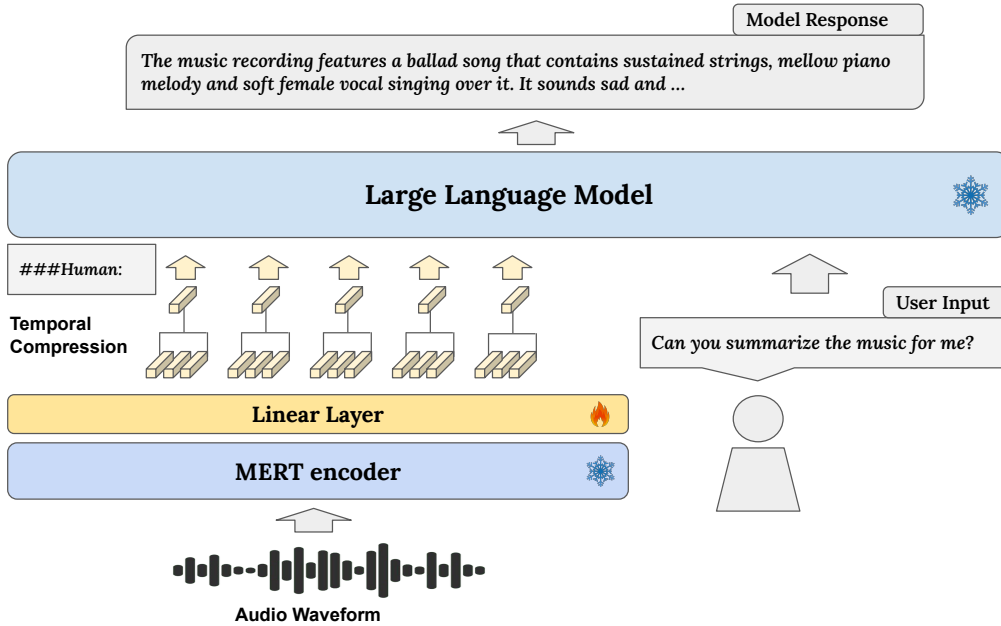 Model Response
The music recording features a ballad song that contains sustained strings, mellow piano
melody and soft female vocal singing over it. It sounds sad and ...
Large Language Model
###Human:
Temporal
Compression
User Input
Can you summarize the music for me?
Linear Layer
MERT encoder
Audio Waveform